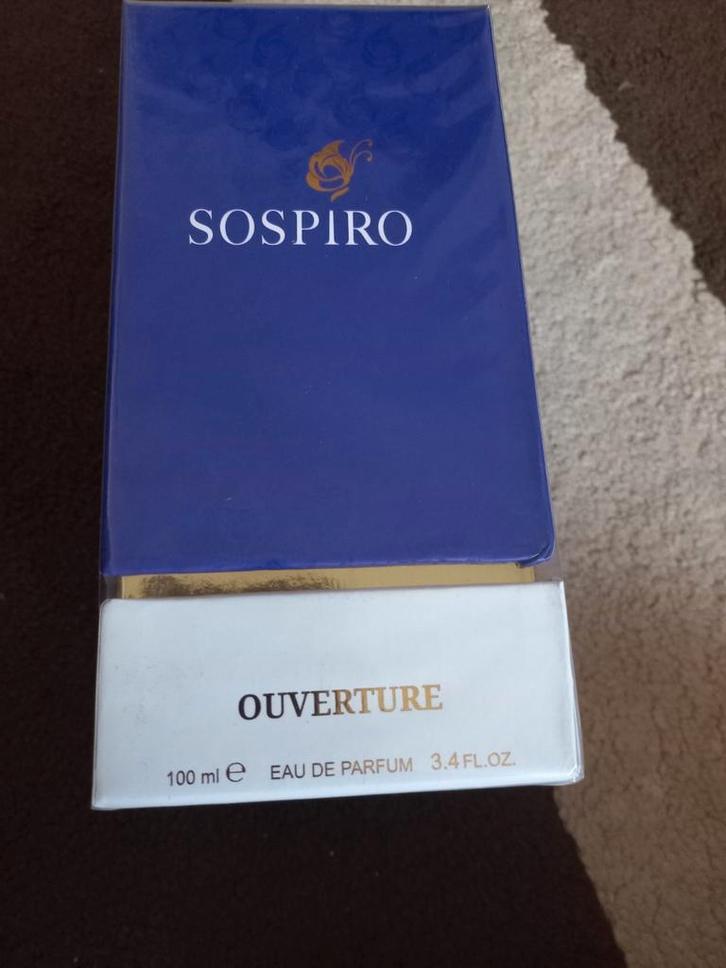 SOSPIRO
OUVERTURE
100 ml ℮ EAU DE PARFUM 3.4 FL.OZ.